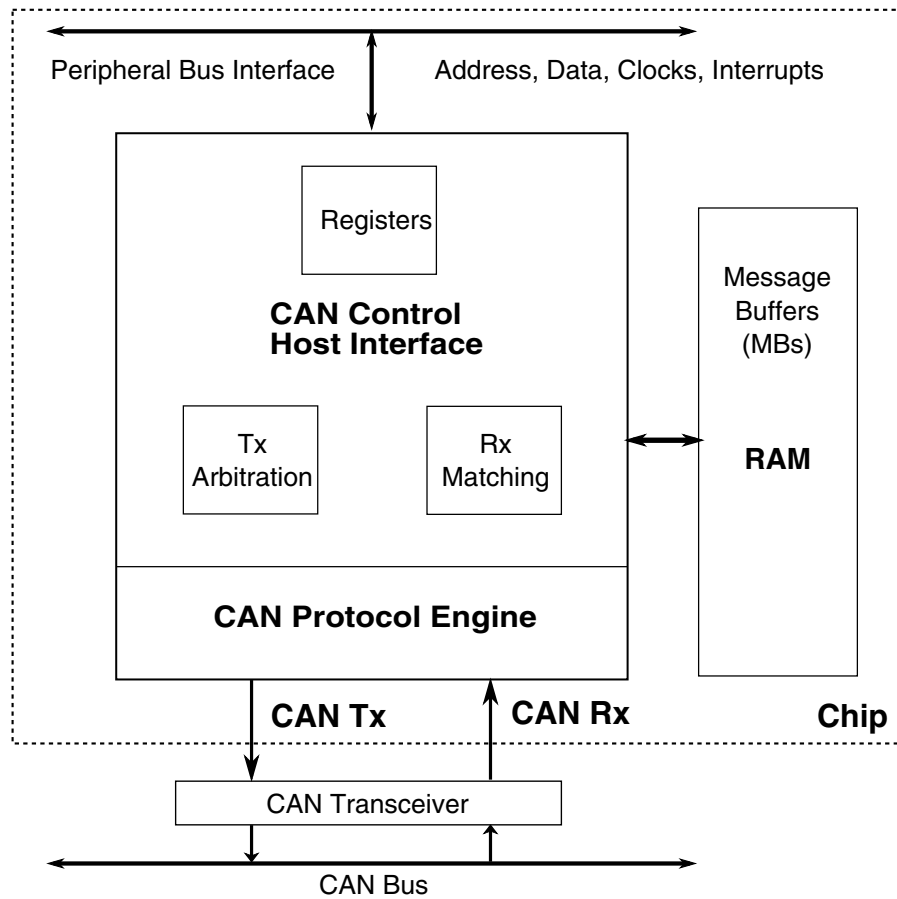 Peripheral Bus Interface
Address, Data, Clocks, Interrupts
Registers
CAN Control
Host Interface
Tx
Arbitration
Rx
Matching
Message
Buffers
(MBs)
RAM
CAN Protocol Engine
CAN Tx
CAN Rx
Chip
CAN Transceiver
CAN Bus